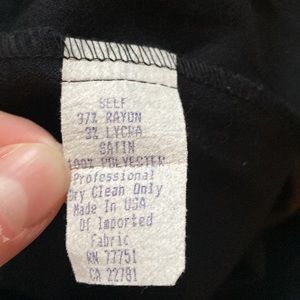 SELF
97% RAYON
3% LYCRA
SATIN
100% POLYESTER
Professional
Dry Clean Only
Made In USA
Of Imported
Fabric
RN 77751
CA 22781